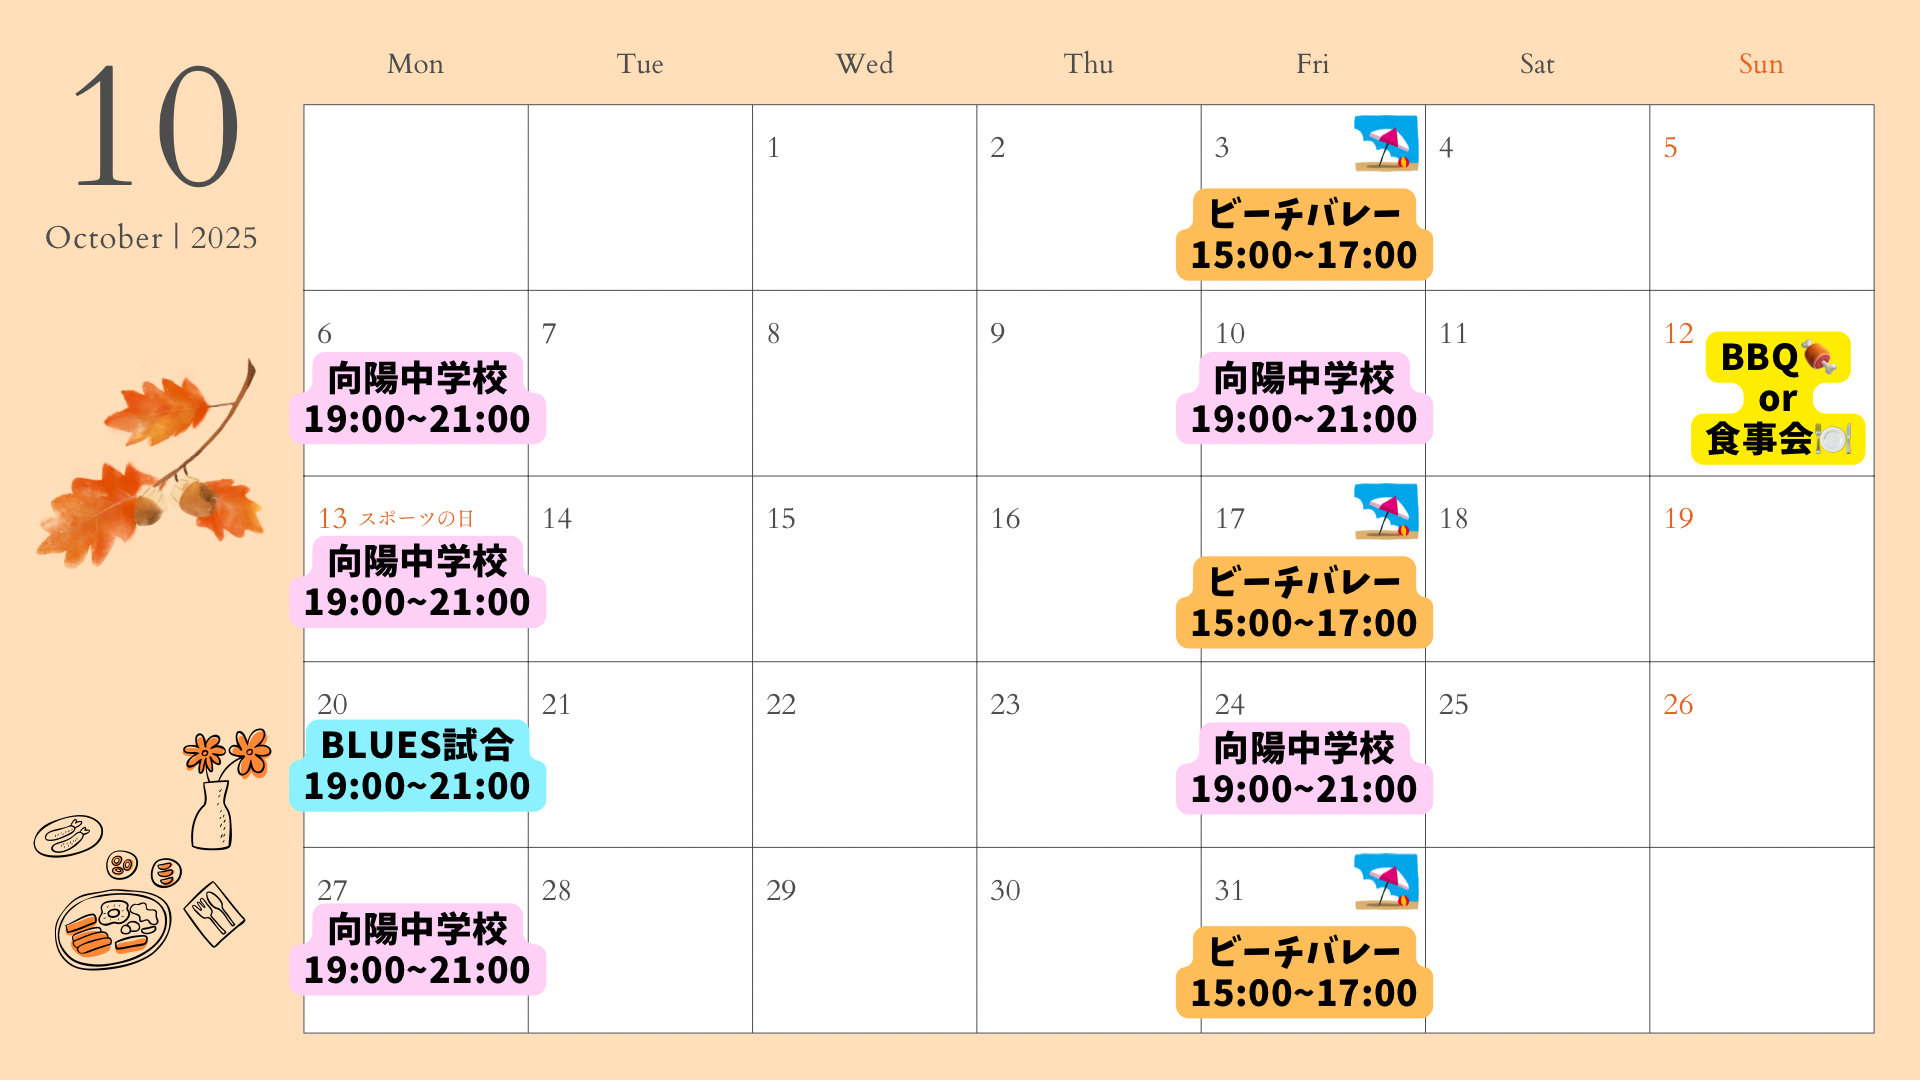 10
October | 2025
Mon Tue Wed Thu Fri Sat Sun
1 2 3 4 5
ビーチバレー
15:00~17:00
6 7 8 9 10 11 12
向陽中学校
19:00~21:00
向陽中学校
19:00~21:00
BBQ🍖
or
食事会🍽️
13 スポーツの日 14 15 16 17 18 19
向陽中学校
19:00~21:00
ビーチバレー
15:00~17:00
20 21 22 23 24 25 26
BLUES試合
19:00~21:00
向陽中学校
19:00~21:00
27 28 29 30 31
向陽中学校
19:00~21:00
ビーチバレー
15:00~17:00